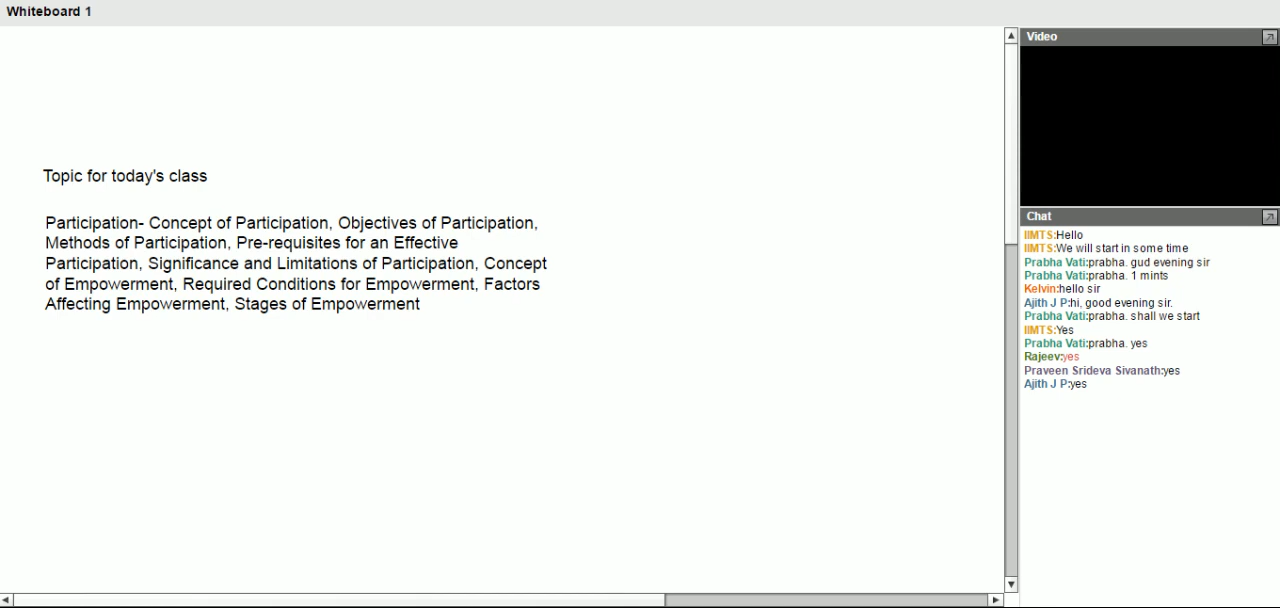 Whiteboard 1
Topic for today's class
Participation- Concept of Participation, Objectives of Participation,
Methods of Participation, Pre-requisites for an Effective
Participation, Significance and Limitations of Participation, Concept
of Empowerment, Required Conditions for Empowerment, Factors
Affecting Empowerment, Stages of Empowerment
Video
Chat
IIMTS:Hello
IIMTS:We will start in some time
Prabha Vati:prabha. gud evening sir
Prabha Vati:prabha. 1 mints
Kelvin:hello sir
Ajith J P:hi, good evening sir.
Prabha Vati:prabha. shall we start
IIMTS:Yes
Prabha Vati:prabha. yes
Rajeev:yes
Praveen Srideva Sivanath:yes
Ajith J P:yes